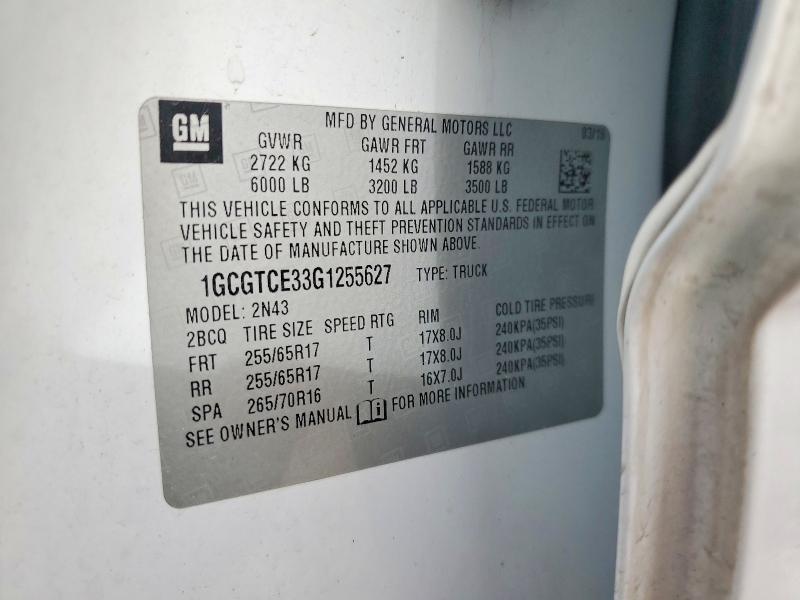 GM
MFD BY GENERAL MOTORS LLC
GVWR GAWR FRT GAWR RR
2722 KG 1452 KG 1588 KG
6000 LB 3200 LB 3500 LB
THIS VEHICLE CONFORMS TO ALL APPLICABLE U.S. FEDERAL MOTOR
VEHICLE SAFETY AND THEFT PREVENTION STANDARDS IN EFFECT ON
THE DATE OF MANUFACTURE SHOWN ABOVE.
1GCGTCE33G1255627 TYPE: TRUCK
MODEL: 2N43
2BCQ TIRE SIZE SPEED RTG RIM COLD TIRE PRESSURE
FRT 255/65R17 T 17X8.0J 240KPA(35PSI)
RR 255/65R17 T 17X8.0J 240KPA(35PSI)
SPA 265/70R16 T 16X7.0J 240KPA(35PSI)
SEE OWNER'S MANUAL FOR MORE INFORMATION.